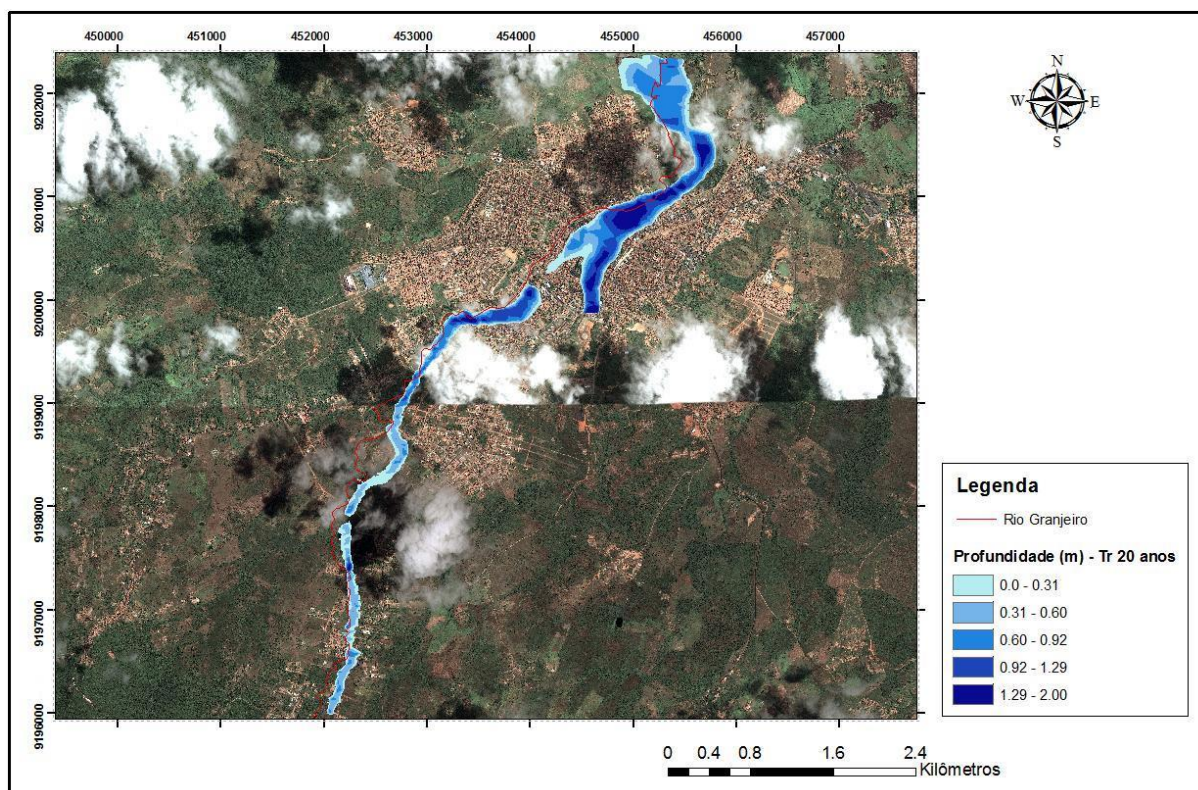 450000 451000 452000 453000 454000 455000 456000 457000
9202000
9201000
9200000
9199000
9198000
9197000
9196000
N
W E
S
Legenda
Rio Granjeiro
Profundidade (m) - Tr 20 anos
0.0 - 0.31
0.31 - 0.60
0.60 - 0.92
0.92 - 1.29
1.29 - 2.00
0 0.4 0.8 1.6 2.4
Kilômetros